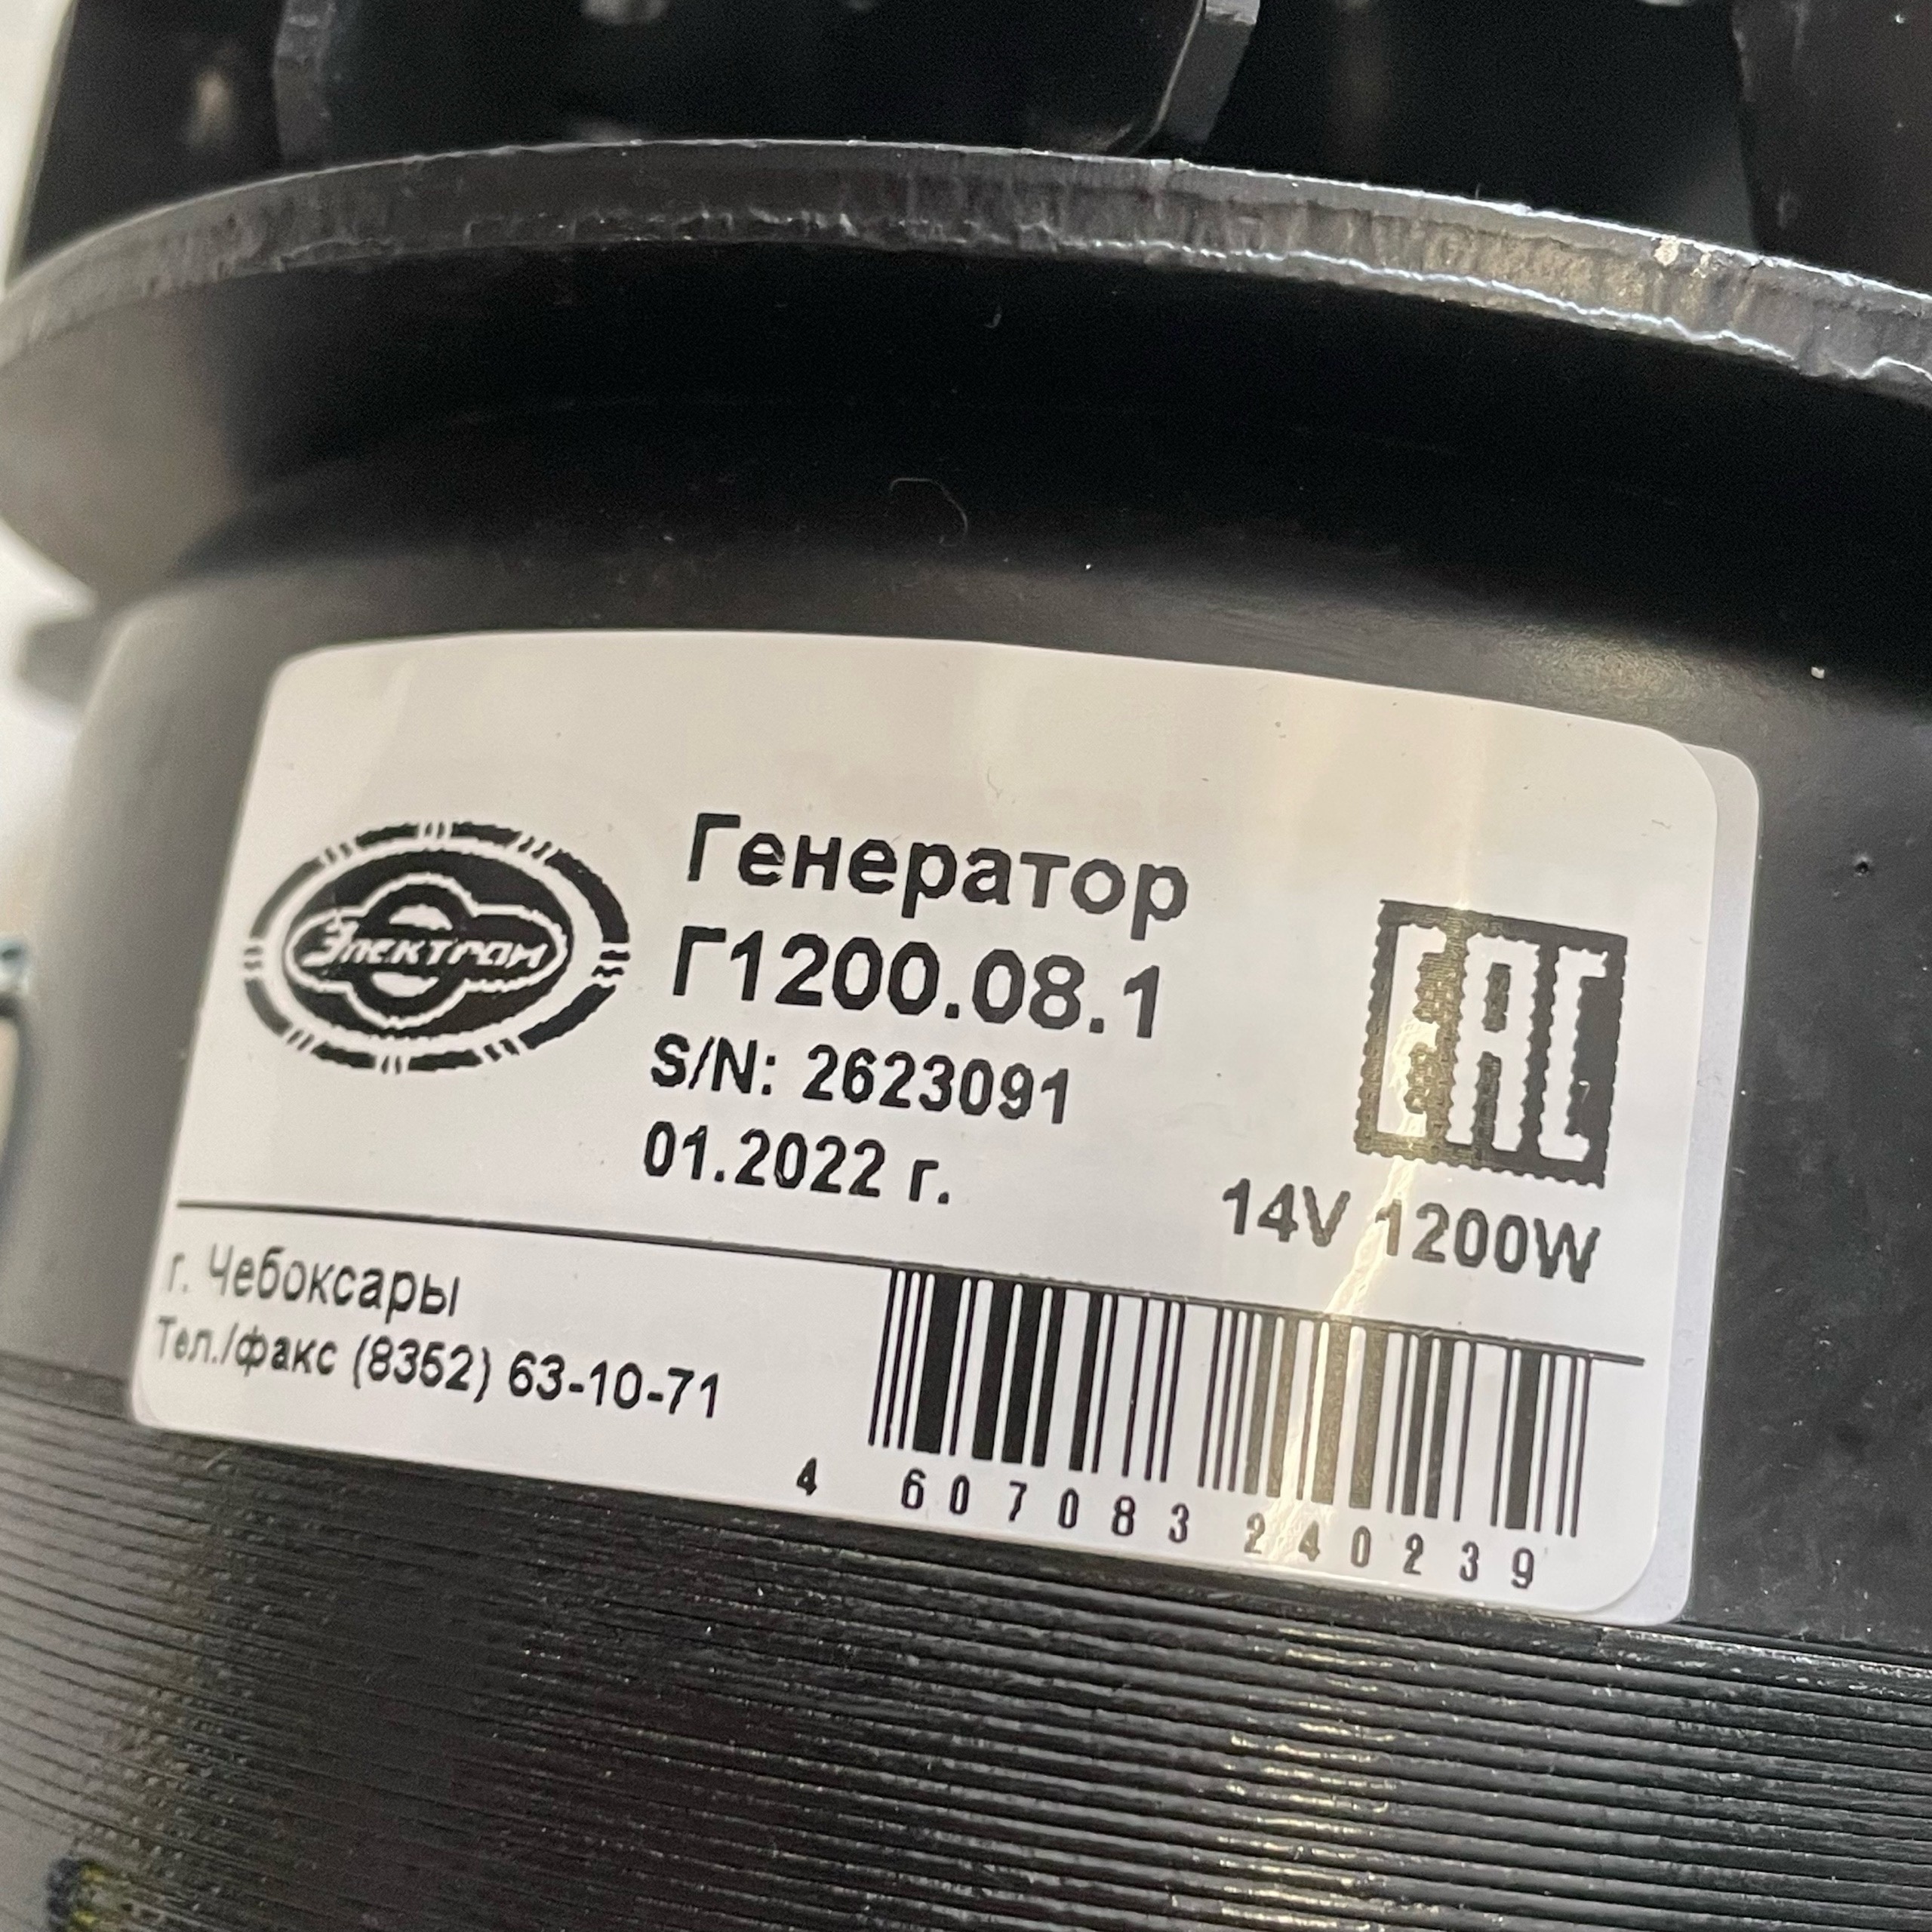 Электром
Генератор
Г1200.08.1
S/N: 2623091
01.2022 г.
EAC
14V 1200W
г. Чебоксары
Тел./факс (8352) 63-10-71
4 607083 240239